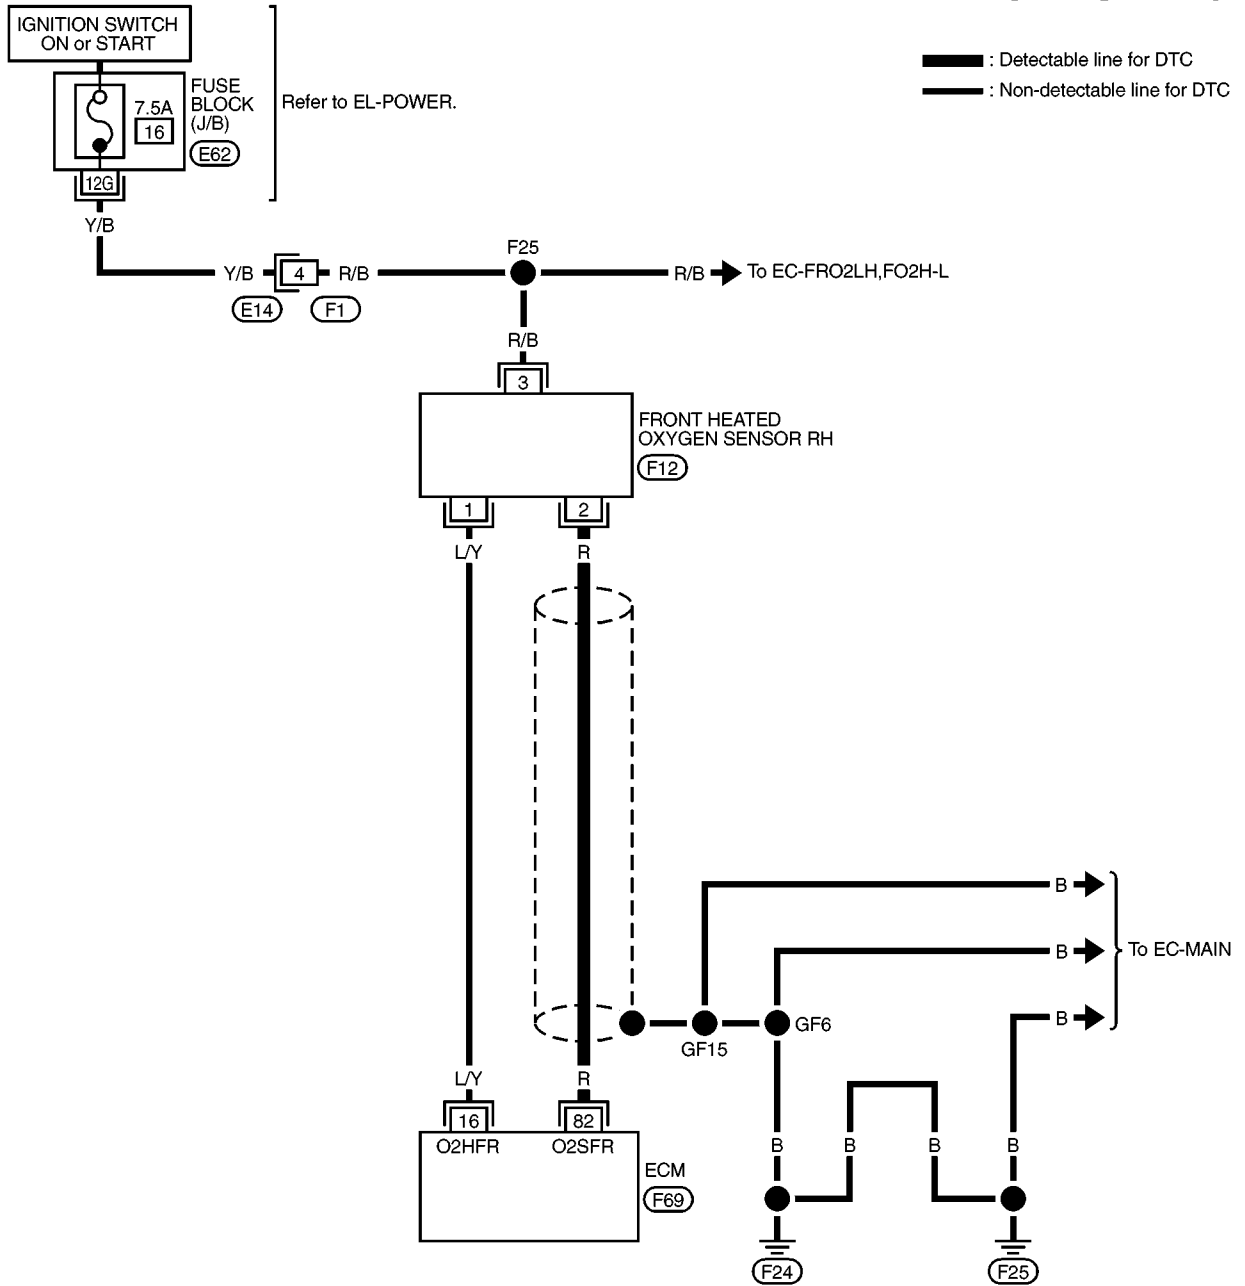 IGNITION SWITCH
ON or START
FUSE
BLOCK
(J/B)
E62
7.5A
16
Refer to EL-POWER.
: Detectable line for DTC
: Non-detectable line for DTC
12G
Y/B
Y/B
4
R/B
E14
F1
F25
R/B
To EC-FRO2LH,FO2H-L
R/B
3
FRONT HEATED
OXYGEN SENSOR RH
F12
1
2
L/Y
R
B
B
To EC-MAIN
B
GF15
GF6
L/Y
R
16
82
O2HFR
O2SFR
ECM
F69
B
B
B
B
F24
F25